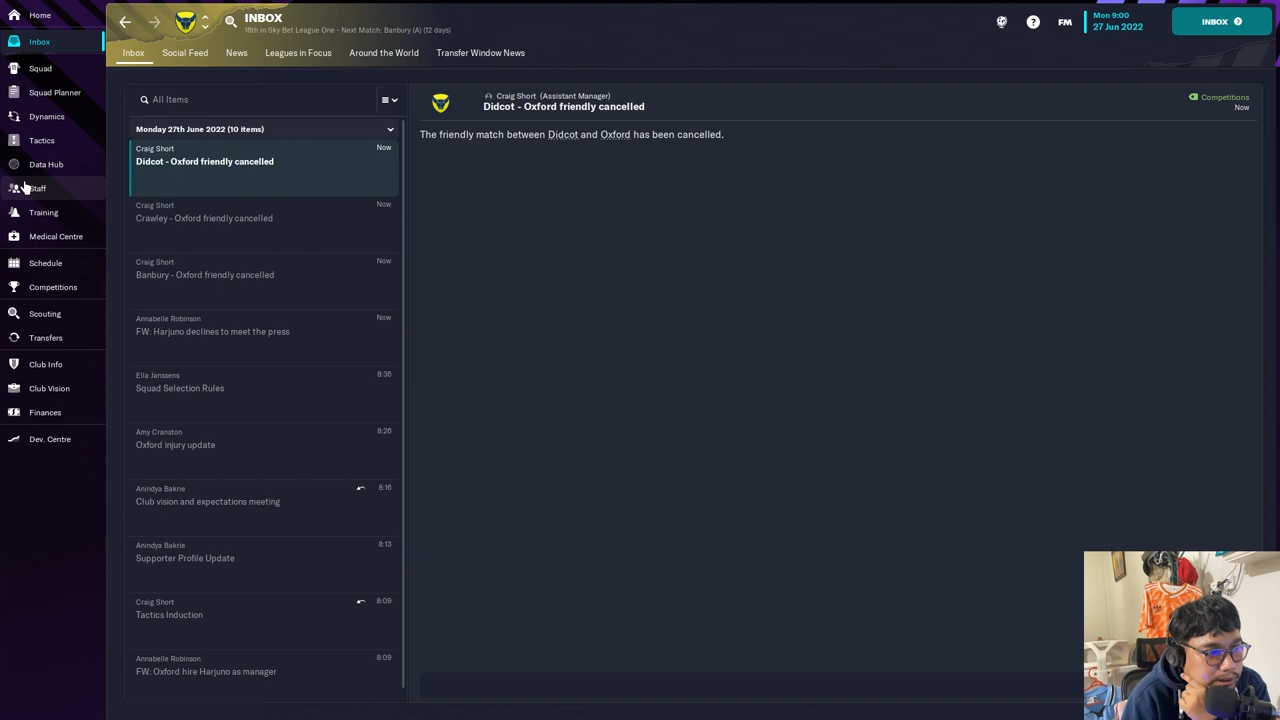 Home
Inbox
Squad
Squad Planner
Dynamics
Tactics
Data Hub
Staff
Training
Medical Centre
Schedule
Competitions
Scouting
Transfers
Club Info
Club Vision
Finances
Dev. Centre
INBOX
16th in Sky Bet League One - Next Match: Banbury (A) (12 days)
FM
Mon 9:00
27 Jun 2022
INBOX
Inbox
Social Feed
News
Leagues in Focus
Around the World
Transfer Window News
All Items
Monday 27th June 2022 (10 items)
Craig Short
Now
Didcot - Oxford friendly cancelled
Craig Short
Now
Crawley - Oxford friendly cancelled
Craig Short
Now
Banbury - Oxford friendly cancelled
Annabelle Robinson
Now
FW: Harjuno declines to meet the press
Ella Janssens
8:36
Squad Selection Rules
Amy Cranston
8:26
Oxford injury update
Anindya Bakrie
8:16
Club vision and expectations meeting
Anindya Bakrie
8:13
Supporter Profile Update
Craig Short
8:09
Tactics Induction
Annabelle Robinson
8:09
FW: Oxford hire Harjuno as manager
Craig Short (Assistant Manager)
Didcot - Oxford friendly cancelled
Competitions
Now
The friendly match between Didcot and Oxford has been cancelled.